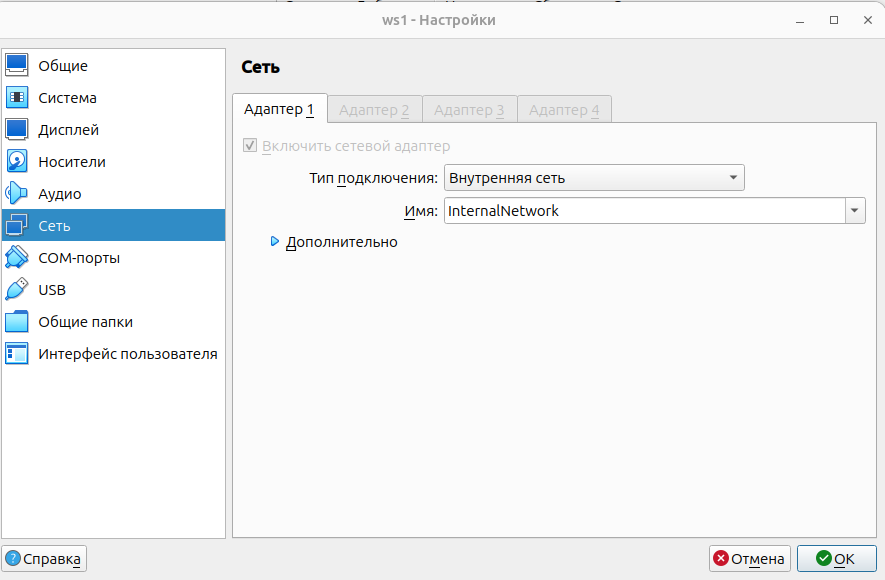 ws1 - Настройки
Общие
Система
Дисплей
Носители
Аудио
Сеть
COM-порты
USB
Общие папки
Интерфейс пользователя
Сеть
Адаптер 1
Адаптер 2
Адаптер 3
Адаптер 4
Включить сетевой адаптер
Тип подключения: Внутренняя сеть
Имя: InternalNetwork
Дополнительно
Справка
Отмена
OK